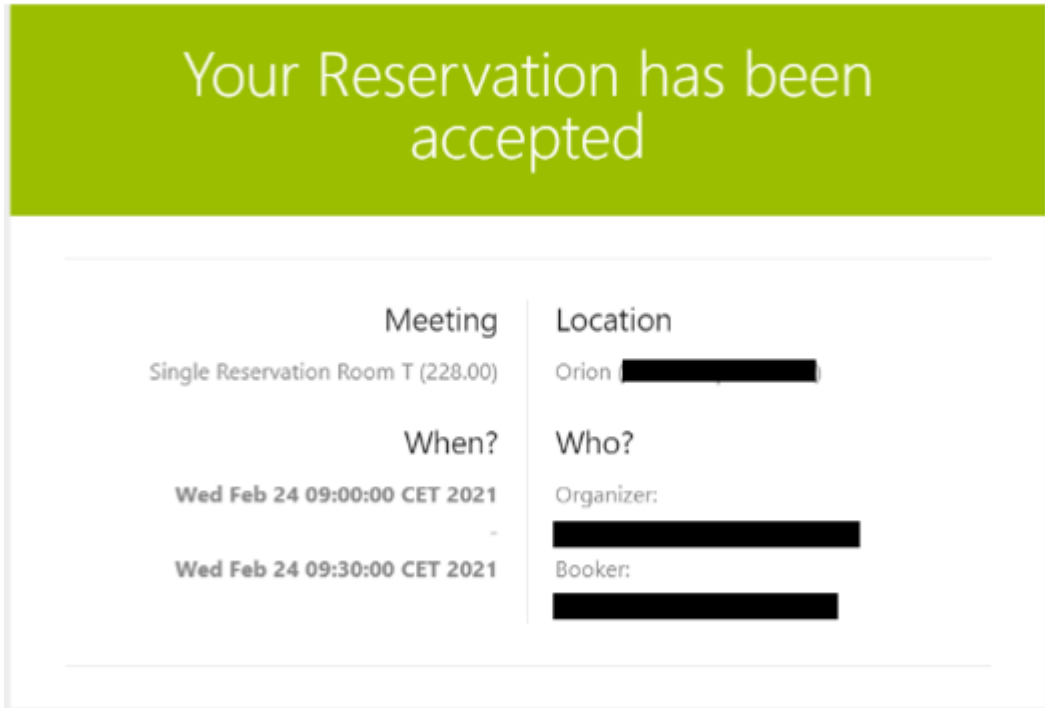 Your Reservation has been
accepted
Meeting
Single Reservation Room T (228.00)
Location
Orion ( )
When?
Wed Feb 24 09:00:00 CET 2021
-
Wed Feb 24 09:30:00 CET 2021
Who?
Organizer:
Booker: